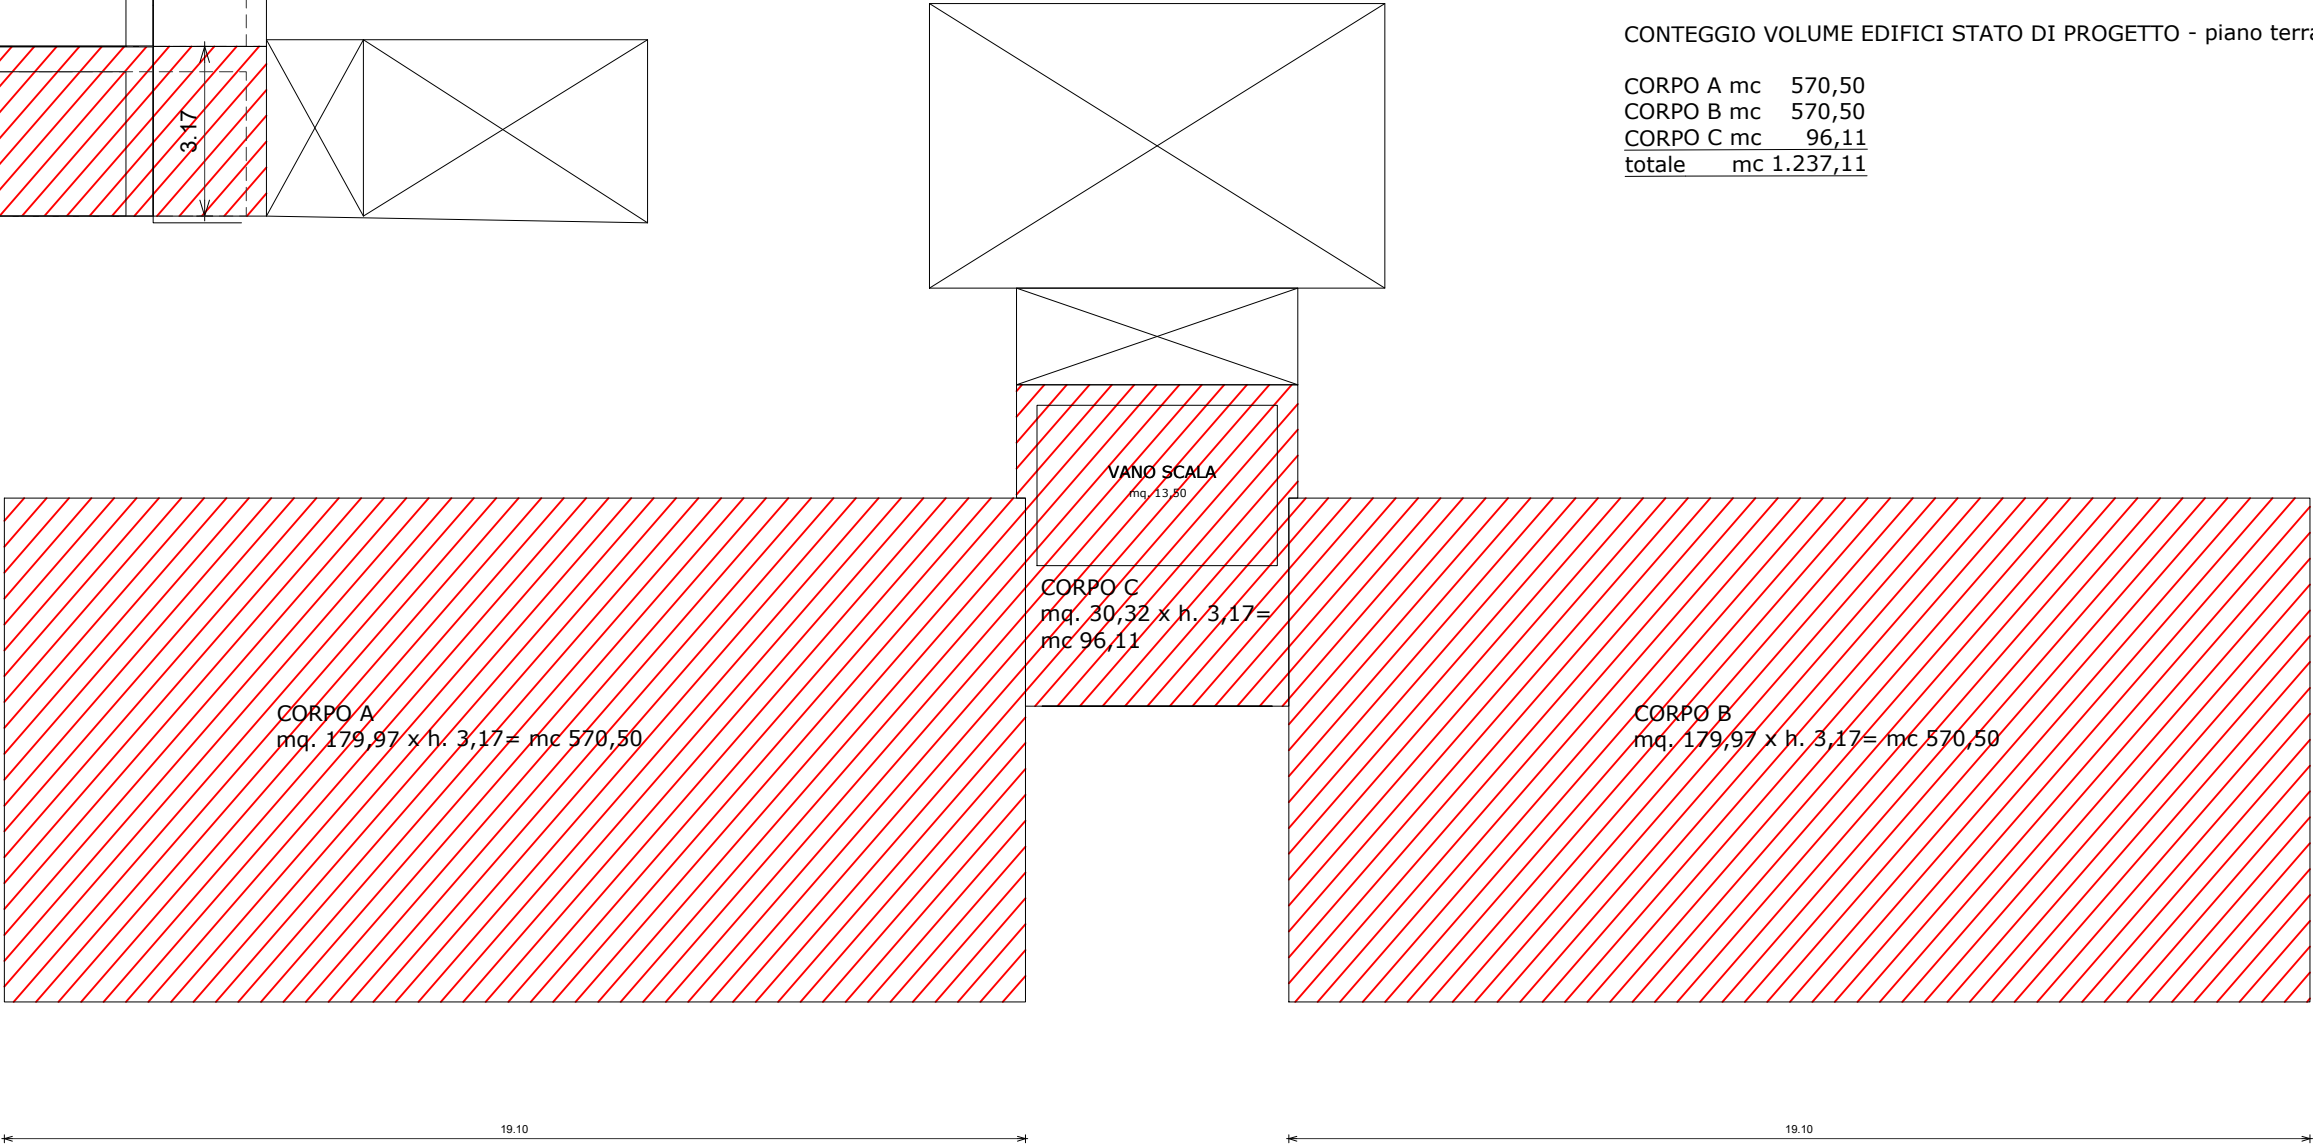 CONTEGGIO VOLUME EDIFICI STATO DI PROGETTO - piano terra
CORPO A mc 570,50
CORPO B mc 570,50
CORPO C mc 96,11
totale mc 1.237,11
3.17
VANO SCALA
mq. 13,50
CORPO C
mq. 30,32 x h. 3,17=
mc 96,11
CORPO A
mq. 179,97 x h. 3,17= mc 570,50
CORPO B
mq. 179,97 x h. 3,17= mc 570,50
19.10
19.10